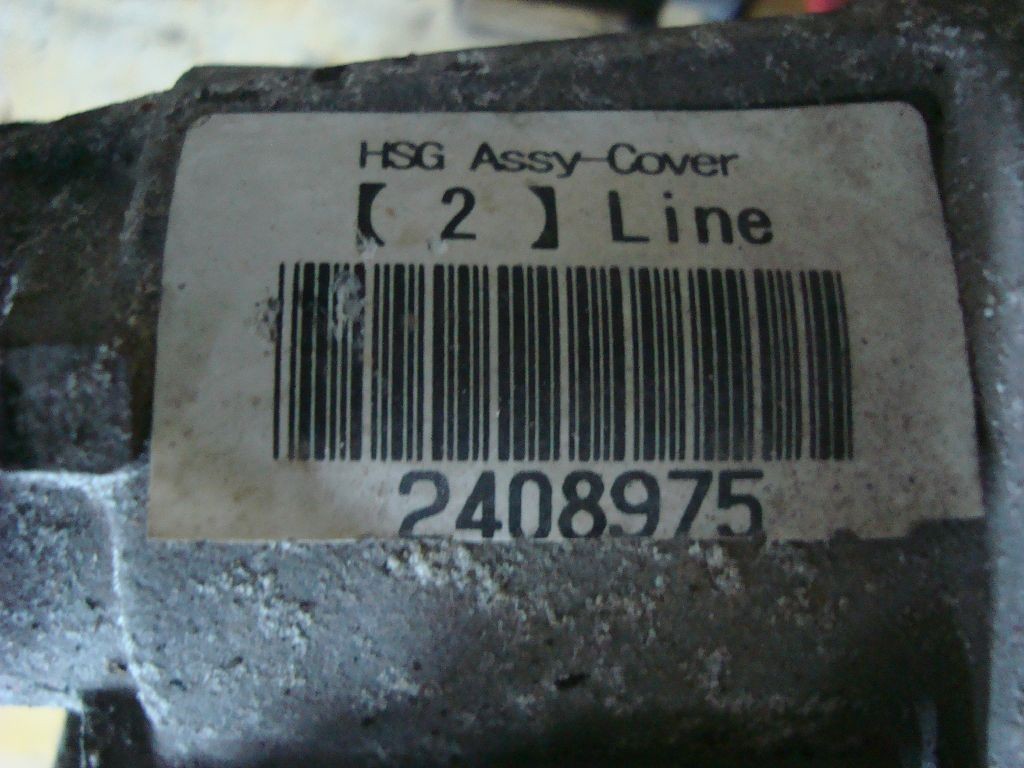 HSG Assy-Cover
【 2 】 Line
2408975